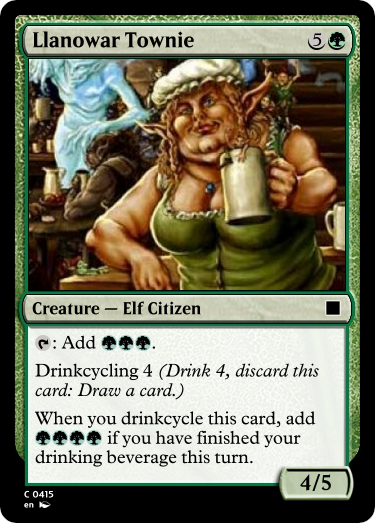 Llanowar Townie 5
Creature — Elf Citizen
: Add .
Drinkcycling 4 (Drink 4, discard this
card: Draw a card.)
When you drinkcycle this card, add
if you have finished your
drinking beverage this turn.
4/5
C 0415
en